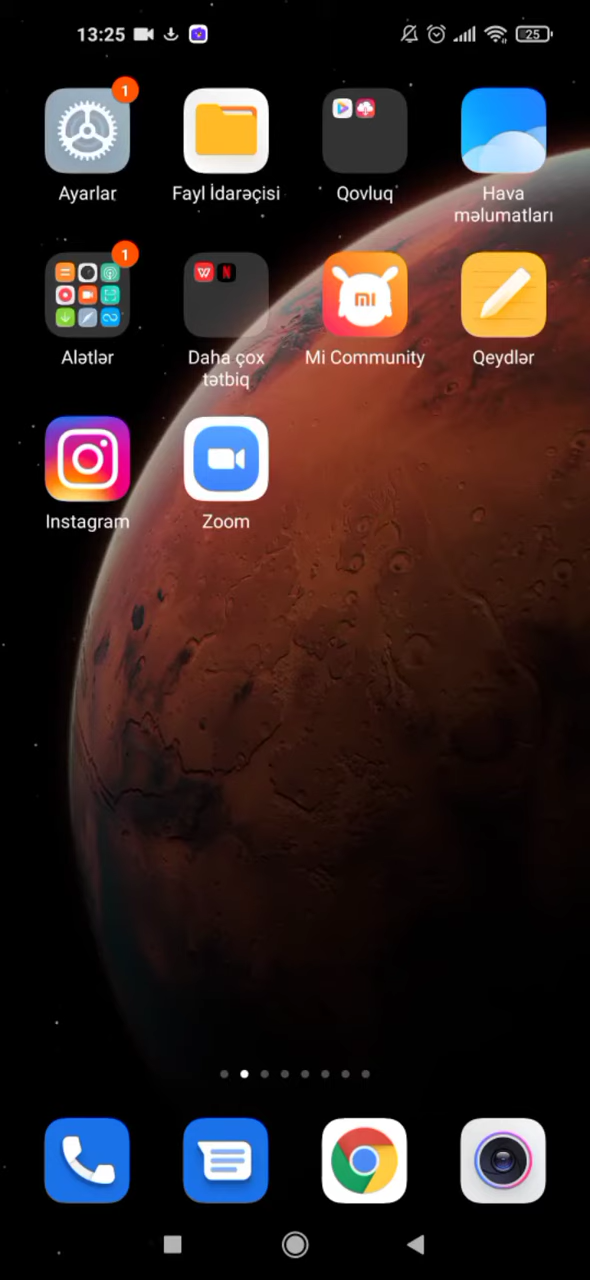 13:25
25
1
Ayarlar
Fayl İdarəçisi
Qovluq
Hava
məlumatları
1
Alətlər
Daha çox
tətbiq
Mi Community
Qeydlər
Instagram
Zoom